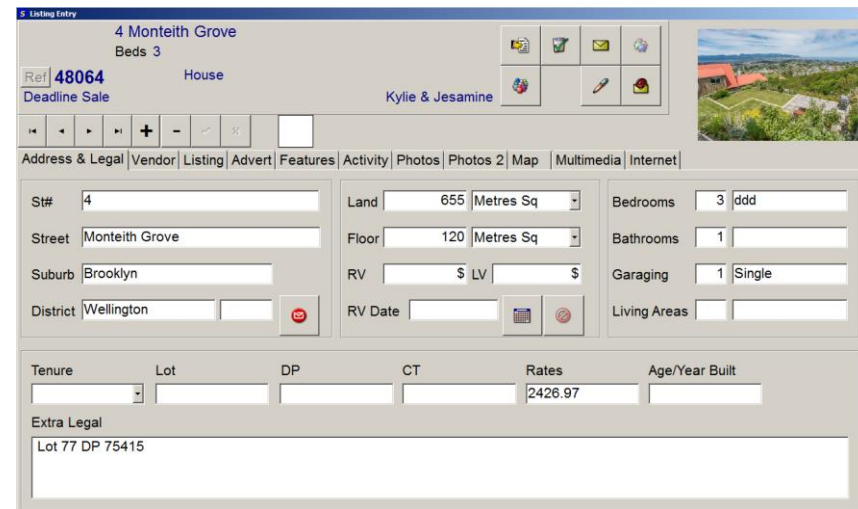 S Listing Entry
4 Monteith Grove
Beds 3
Ref 48064 House
Deadline Sale Kylie & Jesamine
Address & Legal Vendor Listing Advert Features Activity Photos Photos 2 Map Multimedia Internet
St# 4 Land 655 Metres Sq Bedrooms 3 ddd
Street Monteith Grove Floor 120 Metres Sq Bathrooms 1
Suburb Brooklyn RV $ LV $ Garaging 1 Single
District Wellington RV Date Living Areas
Tenure Lot DP CT Rates Age/Year Built
2426.97
Extra Legal
Lot 77 DP 75415